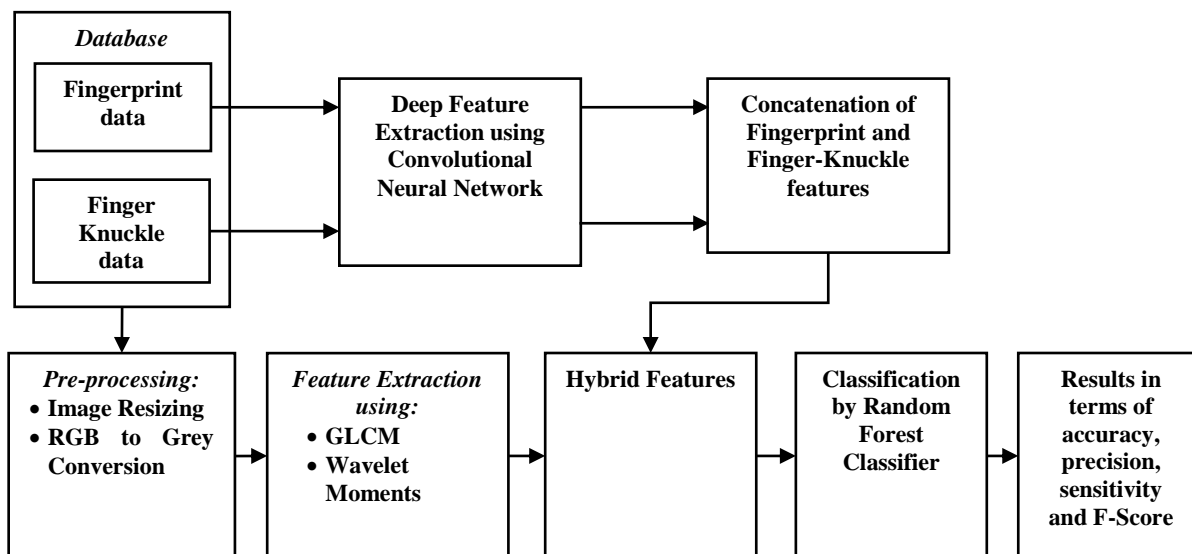 Database
Fingerprint
data
Finger
Knuckle
data
Deep Feature
Extraction using
Convolutional
Neural Network
Concatenation of
Fingerprint and
Finger-Knuckle
features
Pre-processing:
• Image Resizing
• RGB to Grey
Conversion
Feature Extraction
using:
• GLCM
• Wavelet
Moments
Hybrid Features
Classification
by Random
Forest
Classifier
Results in
terms of
accuracy,
precision,
sensitivity
and F-Score